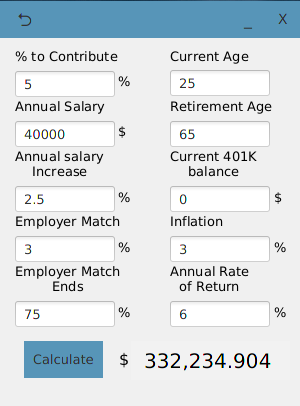 _ X
% to Contribute Current Age
5 % 25
Annual Salary Retirement Age
40000 $ 65
Annual salary Current 401K
Increase balance
2.5 % 0 $
Employer Match Inflation
3 % 3 %
Employer Match Annual Rate
Ends of Return
75 % 6 %
Calculate $ 332,234.904